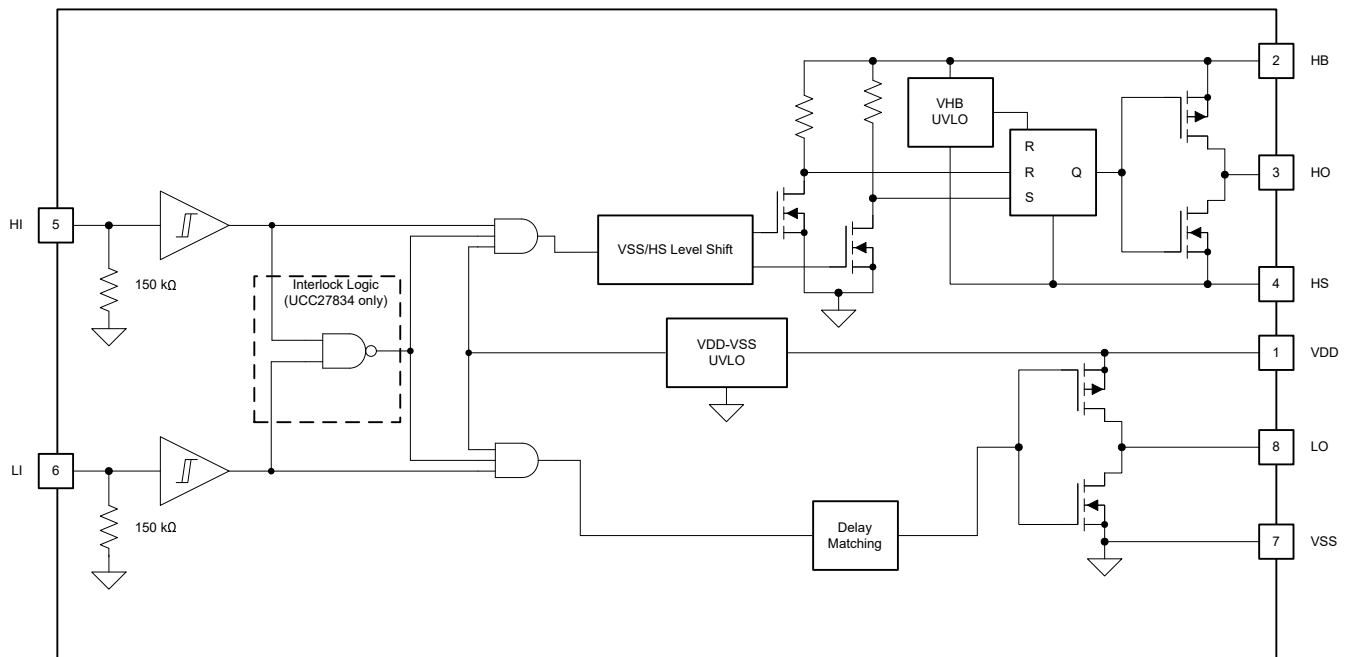 2
HB
VHB
UVLO
R
R
Q
S
3
HO
HI
5
VSS/HS Level Shift
150 kΩ
Interlock Logic
(UCC27834 only)
4
HS
VDD-VSS
UVLO
1
VDD
LI
6
8
LO
150 kΩ
Delay
Matching
7
VSS